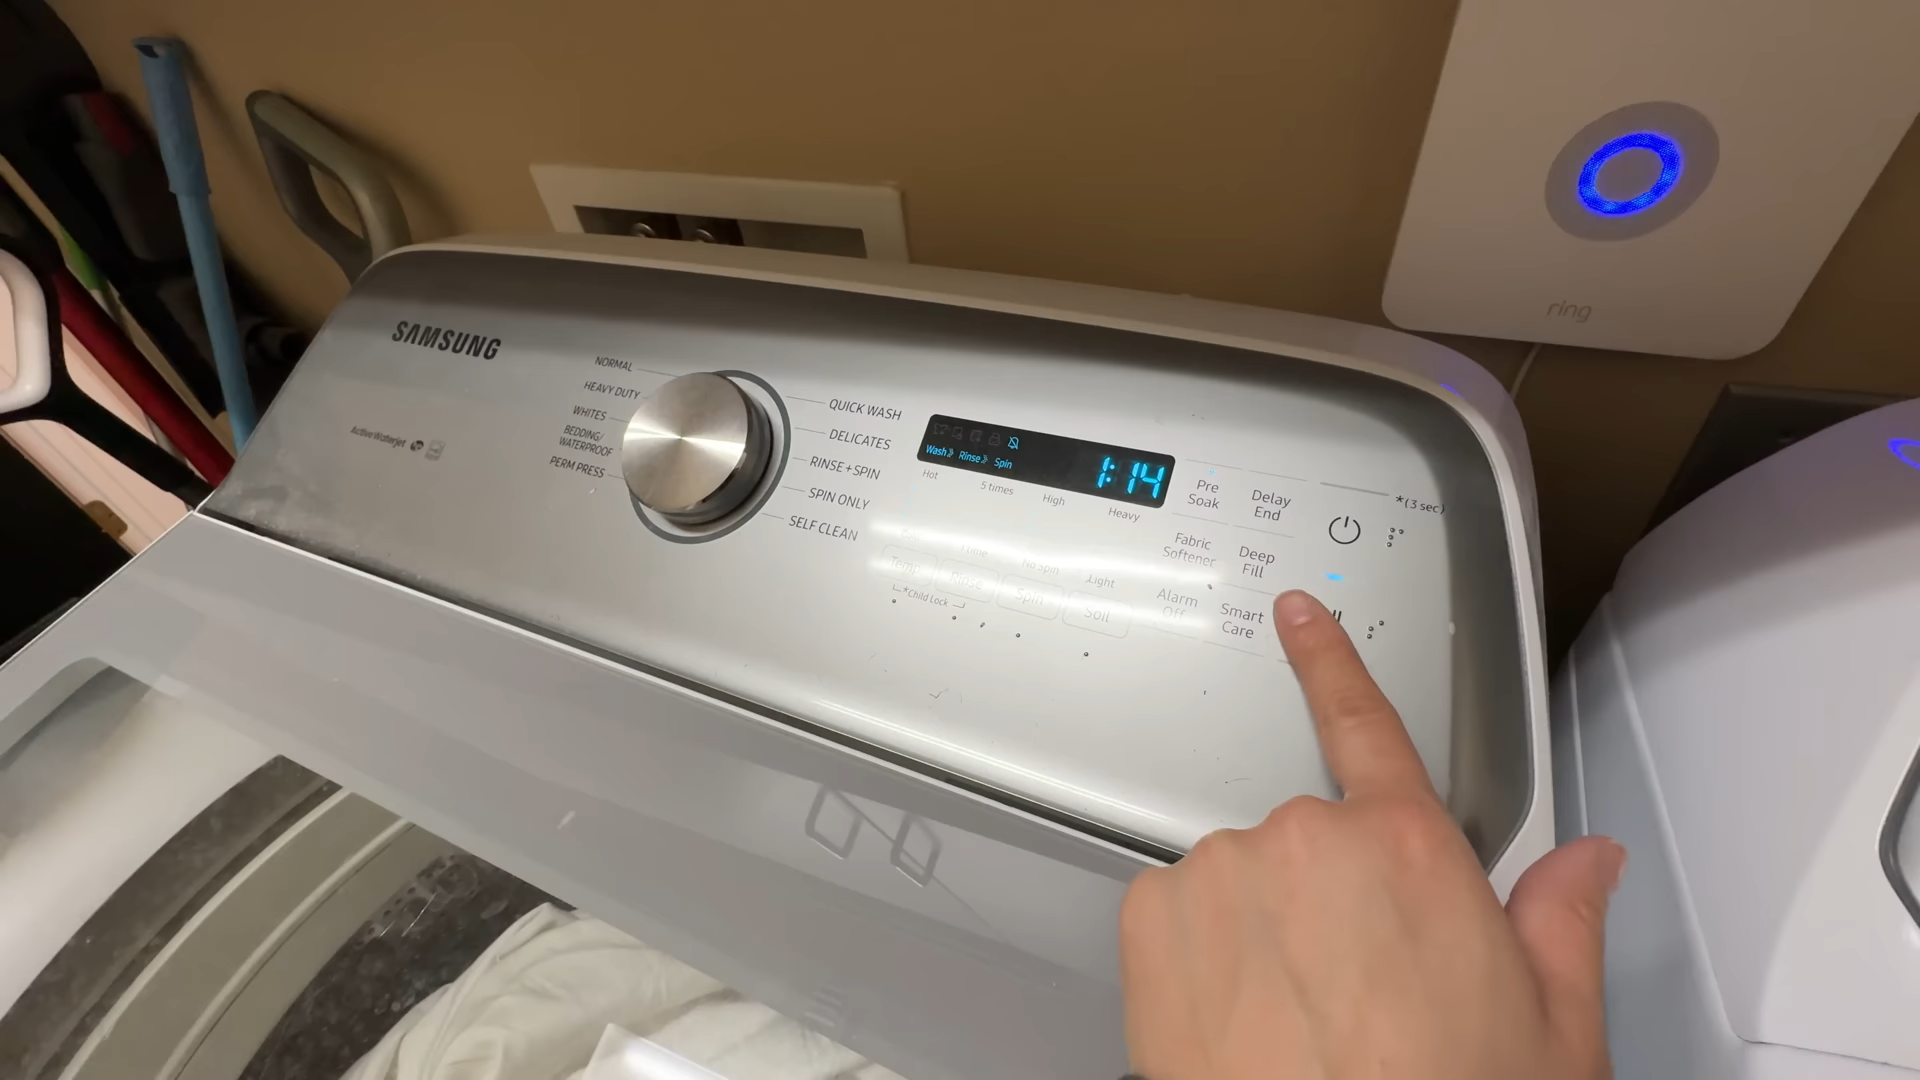 SAMSUNG
ActiveWaterjet
NORMAL
HEAVY DUTY
WHITES
BEDDING/
WATERPROOF
PERM PRESS
QUICK WASH
DELICATES
RINSE + SPIN
SPIN ONLY
SELF CLEAN
Wash Rinse Spin
1:14
Hot
5 times
High
Heavy
No Spin
Light
Temp
Rinse
Spin
Soil
*Child Lock
Pre
Soak
Delay
End
Fabric
Softener
Deep
Fill
Alarm
Off
Smart
Care
*(3 sec)
ring